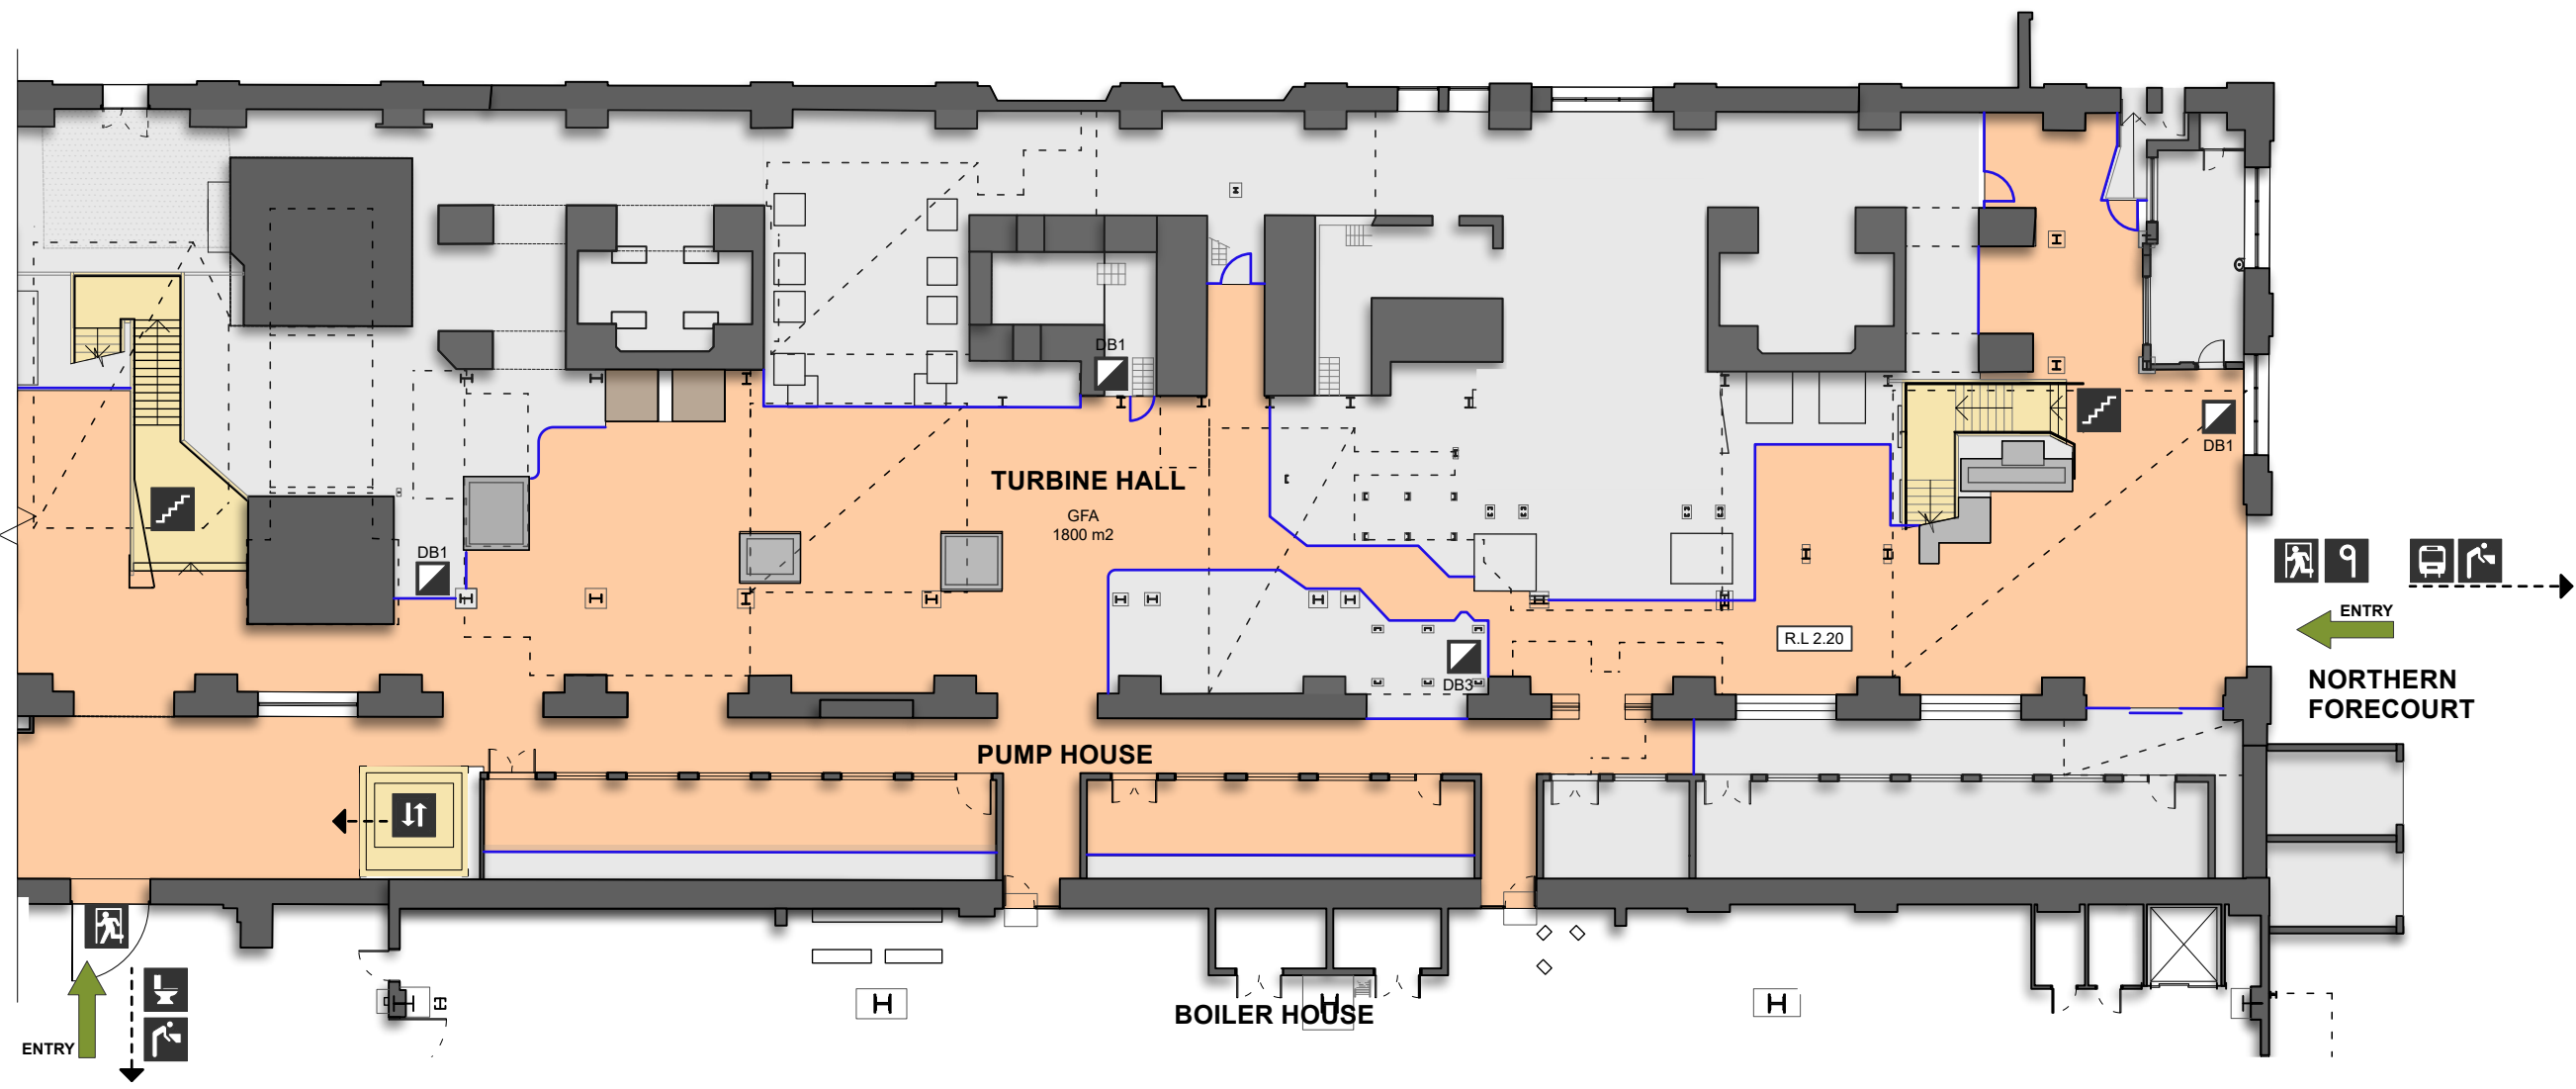 DB1
TURBINE HALL
GFA
1800 m2
DB1
DB1
ENTRY
R.L 2.20
NORTHERN
FORECOURT
DB3
PUMP HOUSE
BOILER HOUSE
ENTRY